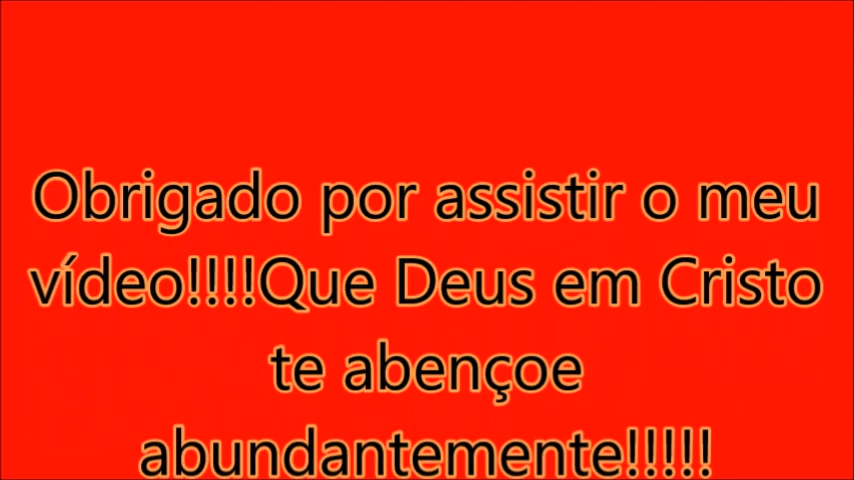 Obrigado por assistir o meu
vídeo!!!!Que Deus em Cristo
te abençoe
abundantemente!!!!!